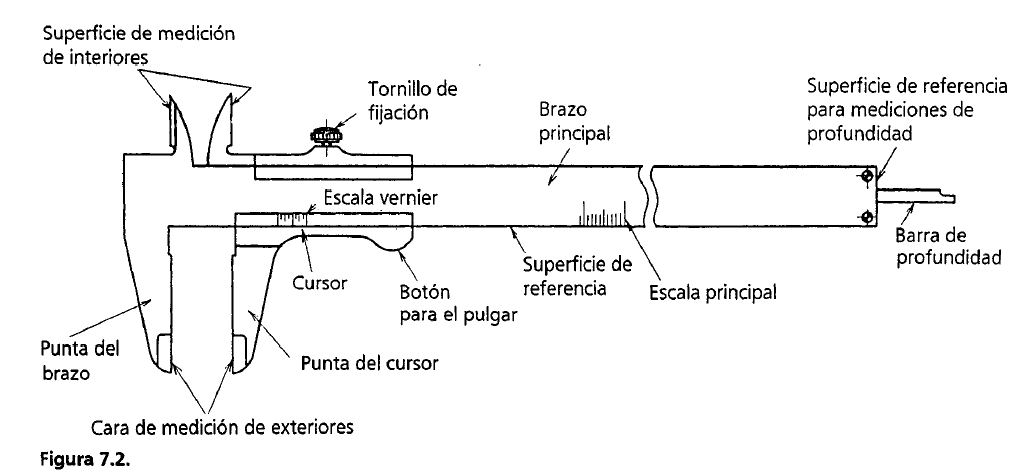 Superficie de medición
de interiores
Tornillo de
fijación
Brazo
principal
Superficie de referencia
para mediciones de
profundidad
Escala vernier
Cursor
Botón
para el pulgar
Superficie de
referencia
Escala principal
Barra de
profundidad
Punta del
brazo
Punta del cursor
Cara de medición de exteriores
Figura 7.2.